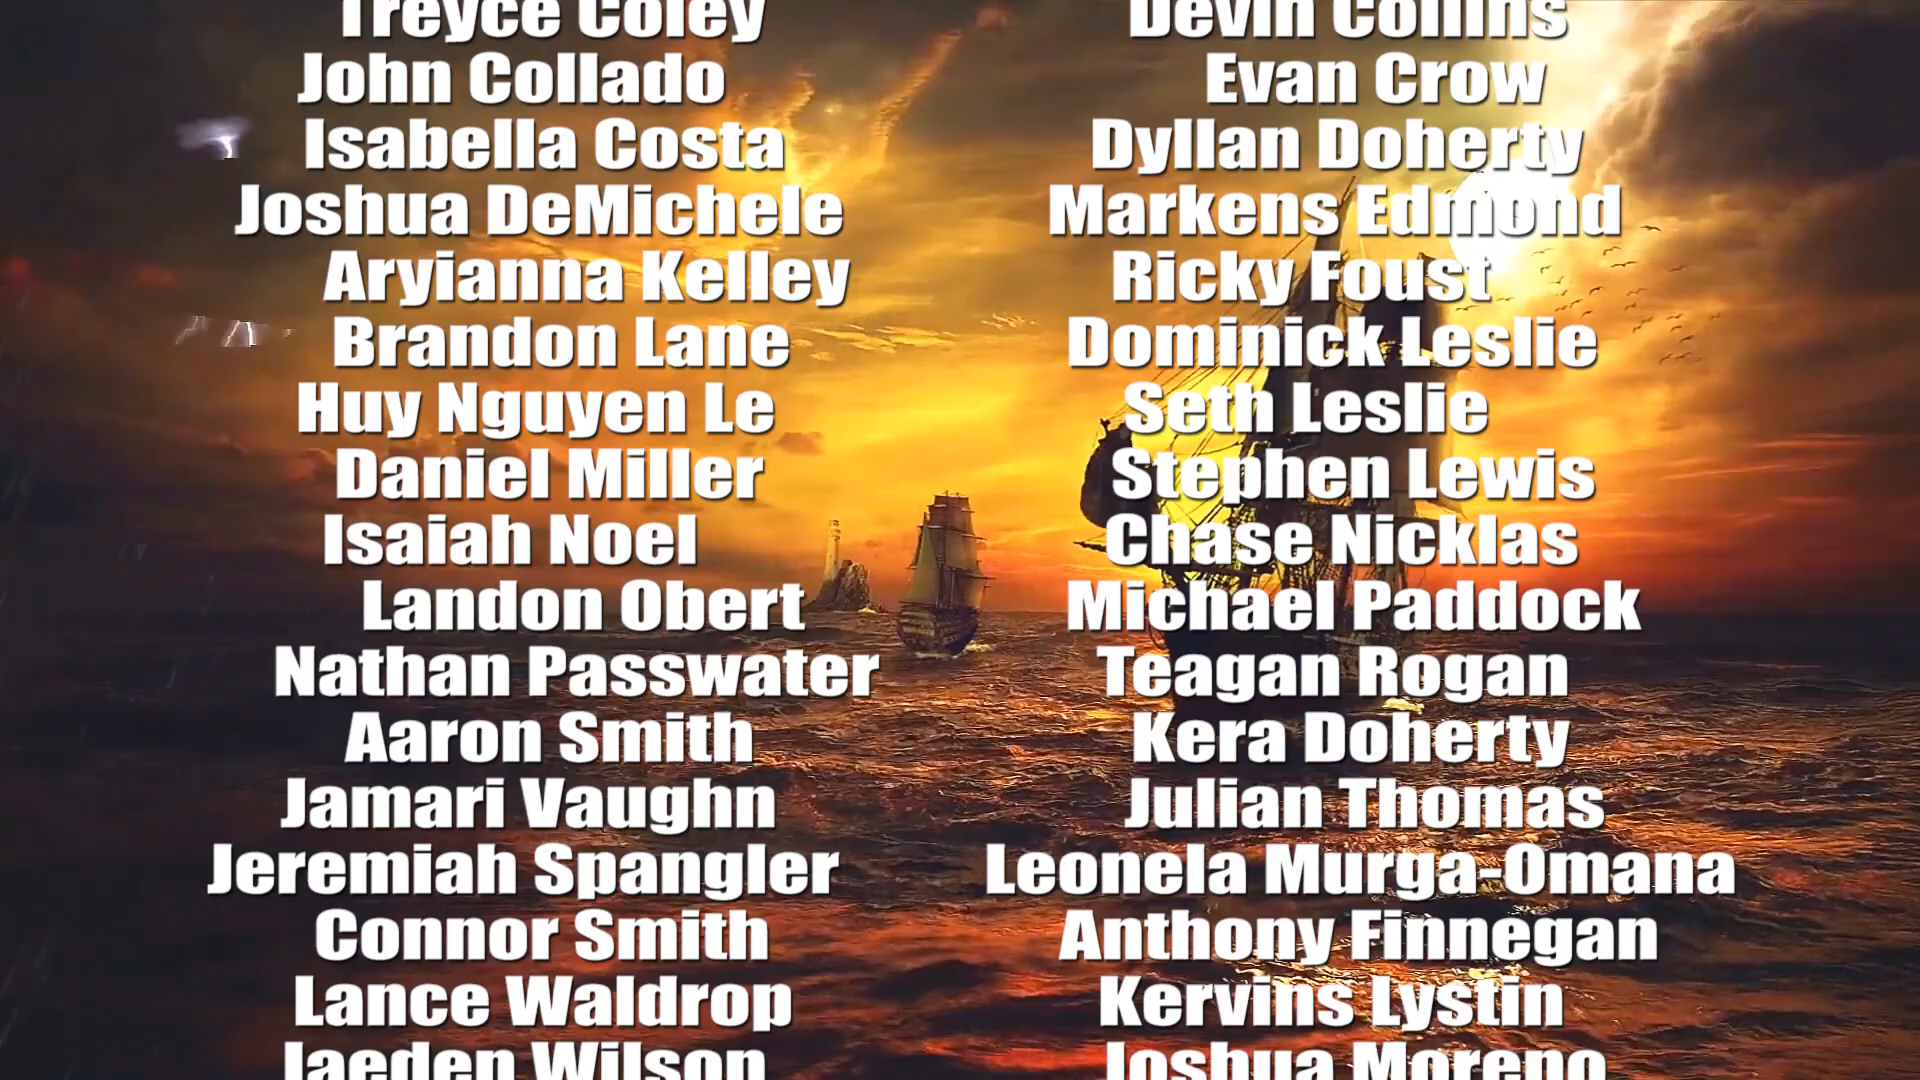 Treyce Coley
John Collado
Isabella Costa
Joshua DeMichele
Aryianna Kelley
Brandon Lane
Huy Nguyen Le
Daniel Miller
Isaiah Noel
Landon Obert
Nathan Passwater
Aaron Smith
Jamari Vaughn
Jeremiah Spangler
Connor Smith
Lance Waldrop
Jaeden Wilson
Devin Collins
Evan Crow
Dyllan Doherty
Markens Edmond
Ricky Foust
Dominick Leslie
Seth Leslie
Stephen Lewis
Chase Nicklas
Michael Paddock
Teagan Rogan
Kera Doherty
Julian Thomas
Leonela Murga-Omana
Anthony Finnegan
Kervins Lystin
Joshua Moreno